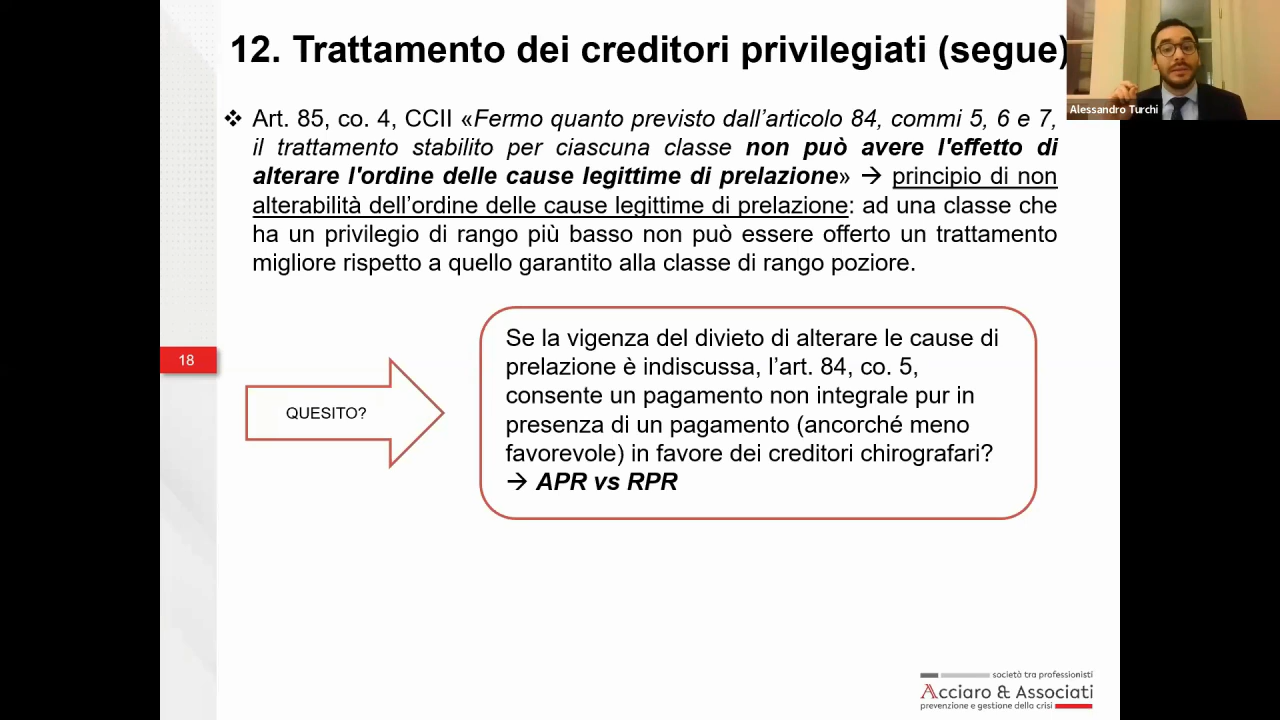 12. Trattamento dei creditori privilegiati (segue)
Alessandro Turchi
❖ Art. 85, co. 4, CCII «Fermo quanto previsto dall’articolo 84, commi 5, 6 e 7,
il trattamento stabilito per ciascuna classe non può avere l'effetto di
alterare l'ordine delle cause legittime di prelazione» → principio di non
alterabilità dell’ordine delle cause legittime di prelazione: ad una classe che
ha un privilegio di rango più basso non può essere offerto un trattamento
migliore rispetto a quello garantito alla classe di rango poziore.
18
QUESITO?
Se la vigenza del divieto di alterare le cause di
prelazione è indiscussa, l’art. 84, co. 5,
consente un pagamento non integrale pur in
presenza di un pagamento (ancorché meno
favorevole) in favore dei creditori chirografari?
→ APR vs RPR
società tra professionisti
Acciaro & Associati
prevenzione e gestione della crisi